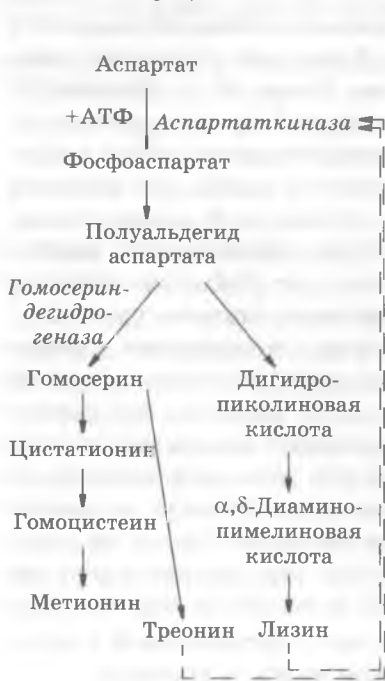 Аспартат
+АТФ Аспартаткиназа
Фосфоаспартат
Полуальдегид
аспартата
Гомосерин-
дегидро-
геназа
Гомосерин
Цистатионин
Гомоцистеин
Метионин
Треонин
Дигидро-
пиколиновая
кислота
α,δ-Диамино-
пимелиновая
кислота
Лизин